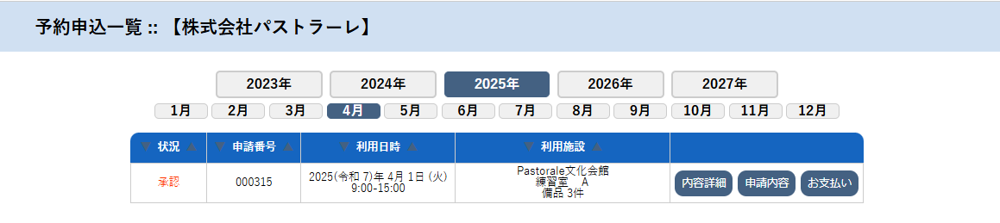 予約申込一覧 :: 【株式会社パストラーレ】
2023年 2024年 2025年 2026年 2027年
1月 2月 3月 4月 5月 6月 7月 8月 9月 10月 11月 12月
▼ 状況 ▲ ▼ 申請番号 ▲ ▼ 利用日時 ▲ ▼ 利用施設 ▲
承認 000315 2025(令和 7)年 4月 1日 (火)
9:00-15:00
Pastorale文化会館
練習室 A
備品 3件
内容詳細 申請内容 お支払い